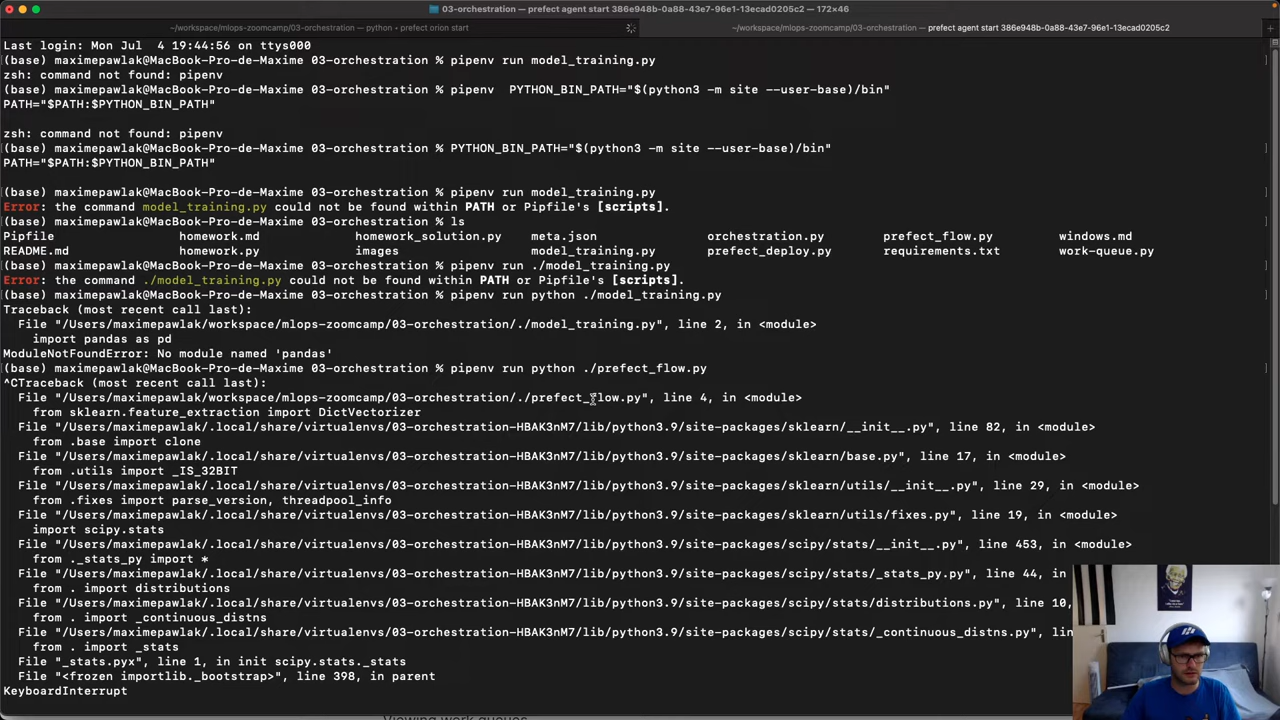 03-orchestration — prefect agent start 386e948b-0a88-43e7-96e1-13ecad0205c2 — 172×46
~/workspace/mlops-zoomcamp/03-orchestration — python • prefect orion start
~/workspace/mlops-zoomcamp/03-orchestration — prefect agent start 386e948b-0a88-43e7-96e1-13ecad0205c2
Last login: Mon Jul  4 19:44:56 on ttys000
(base) maximepawlak@MacBook-Pro-de-Maxime 03-orchestration % pipenv run model_training.py
zsh: command not found: pipenv
(base) maximepawlak@MacBook-Pro-de-Maxime 03-orchestration % pipenv  PYTHON_BIN_PATH="$(python3 -m site --user-base)/bin"
PATH="$PATH:$PYTHON_BIN_PATH"
zsh: command not found: pipenv
(base) maximepawlak@MacBook-Pro-de-Maxime 03-orchestration % PYTHON_BIN_PATH="$(python3 -m site --user-base)/bin"
PATH="$PATH:$PYTHON_BIN_PATH"
(base) maximepawlak@MacBook-Pro-de-Maxime 03-orchestration % pipenv run model_training.py
Error: the command model_training.py could not be found within PATH or Pipfile's [scripts].
(base) maximepawlak@MacBook-Pro-de-Maxime 03-orchestration % ls
Pipfile homework.md homework_solution.py meta.json orchestration.py prefect_flow.py windows.md
README.md homework.py images model_training.py prefect_deploy.py requirements.txt work-queue.py
(base) maximepawlak@MacBook-Pro-de-Maxime 03-orchestration % pipenv run ./model_training.py
Error: the command ./model_training.py could not be found within PATH or Pipfile's [scripts].
(base) maximepawlak@MacBook-Pro-de-Maxime 03-orchestration % pipenv run python ./model_training.py
Traceback (most recent call last):
File "/Users/maximepawlak/workspace/mlops-zoomcamp/03-orchestration/./model_training.py", line 2, in <module>
import pandas as pd
ModuleNotFoundError: No module named 'pandas'
(base) maximepawlak@MacBook-Pro-de-Maxime 03-orchestration % pipenv run python ./prefect_flow.py
^CTraceback (most recent call last):
File "/Users/maximepawlak/workspace/mlops-zoomcamp/03-orchestration/./prefect_flow.py", line 4, in <module>
from sklearn.feature_extraction import DictVectorizer
File "/Users/maximepawlak/.local/share/virtualenvs/03-orchestration-HBAK3nM7/lib/python3.9/site-packages/sklearn/__init__.py", line 82, in <module>
from .base import clone
File "/Users/maximepawlak/.local/share/virtualenvs/03-orchestration-HBAK3nM7/lib/python3.9/site-packages/sklearn/base.py", line 17, in <module>
from .utils import _IS_32BIT
File "/Users/maximepawlak/.local/share/virtualenvs/03-orchestration-HBAK3nM7/lib/python3.9/site-packages/sklearn/utils/__init__.py", line 29, in <module>
from .fixes import parse_version, threadpool_info
File "/Users/maximepawlak/.local/share/virtualenvs/03-orchestration-HBAK3nM7/lib/python3.9/site-packages/sklearn/utils/fixes.py", line 19, in <module>
import scipy.stats
File "/Users/maximepawlak/.local/share/virtualenvs/03-orchestration-HBAK3nM7/lib/python3.9/site-packages/scipy/stats/__init__.py", line 453, in <module>
from ._stats_py import *
File "/Users/maximepawlak/.local/share/virtualenvs/03-orchestration-HBAK3nM7/lib/python3.9/site-packages/scipy/stats/_stats_py.py", line 44, in
from . import distributions
File "/Users/maximepawlak/.local/share/virtualenvs/03-orchestration-HBAK3nM7/lib/python3.9/site-packages/scipy/stats/distributions.py", line 10,
from . import _continuous_distns
File "/Users/maximepawlak/.local/share/virtualenvs/03-orchestration-HBAK3nM7/lib/python3.9/site-packages/scipy/stats/_continuous_distns.py", lin
from . import _stats
File "_stats.pyx", line 1, in init scipy.stats._stats
File "<frozen importlib._bootstrap>", line 398, in parent
KeyboardInterrupt
Viewing work queues